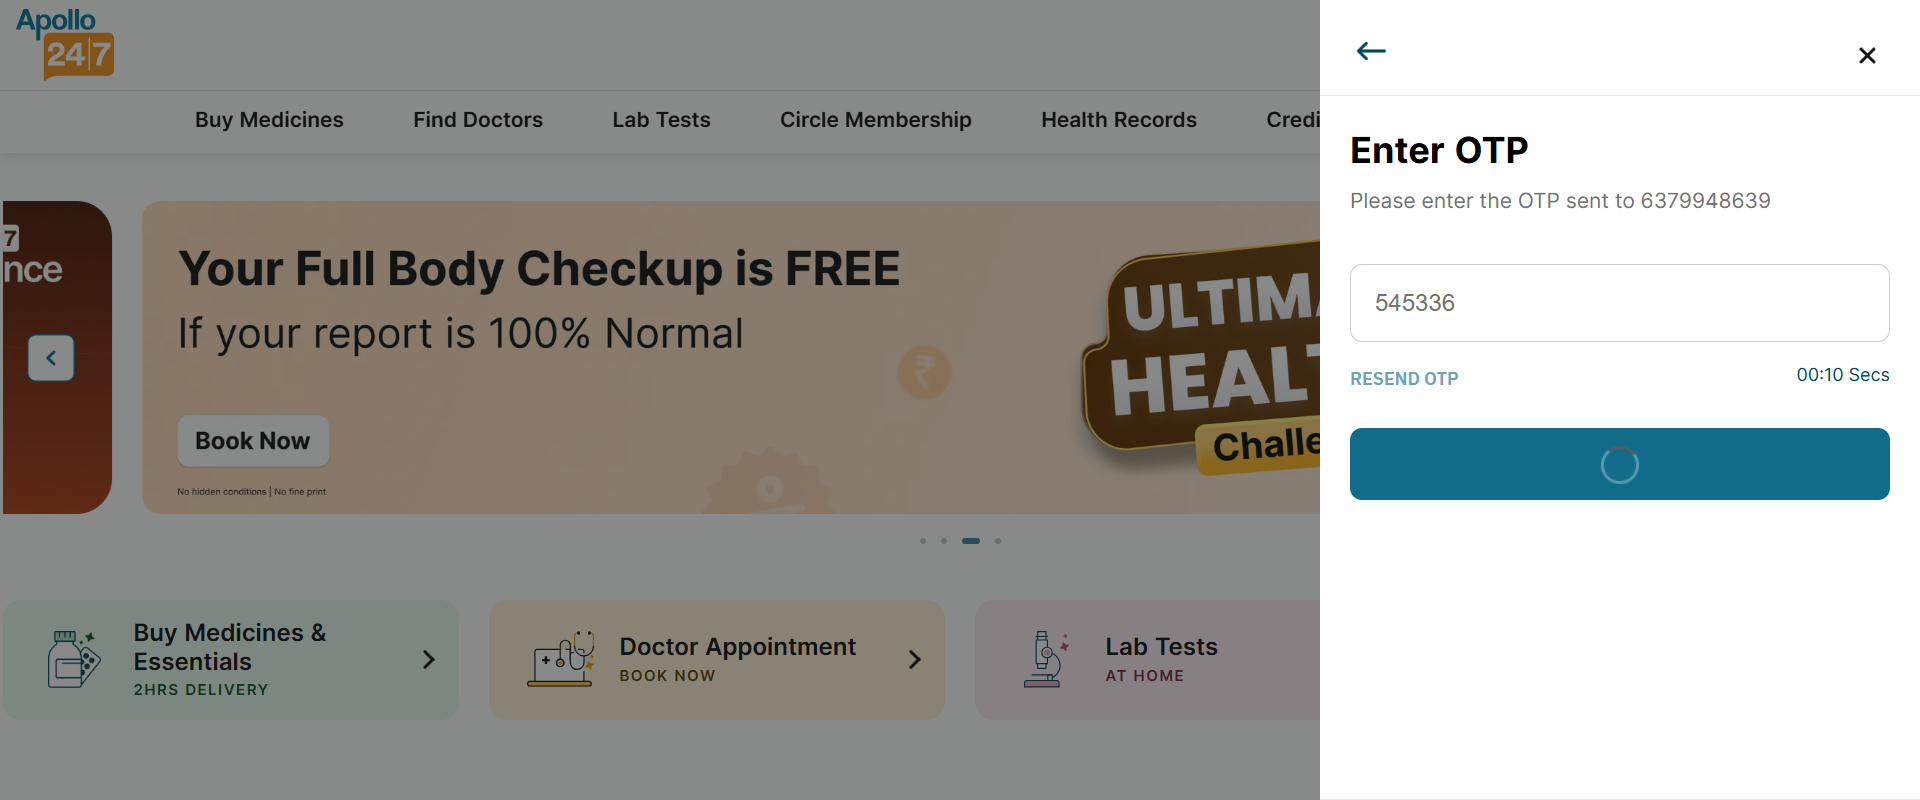 Apollo
24|7
Buy Medicines
Find Doctors
Lab Tests
Circle Membership
Health Records
Credi
7
nce
Your Full Body Checkup is FREE
If your report is 100% Normal
Book Now
No hidden conditions | No fine print
₹
ULTIMA
HEALT
Challe
Buy Medicines &
Essentials
2HRS DELIVERY
Doctor Appointment
BOOK NOW
Lab Tests
AT HOME
Enter OTP
Please enter the OTP sent to 6379948639
545336
RESEND OTP
00:10 Secs